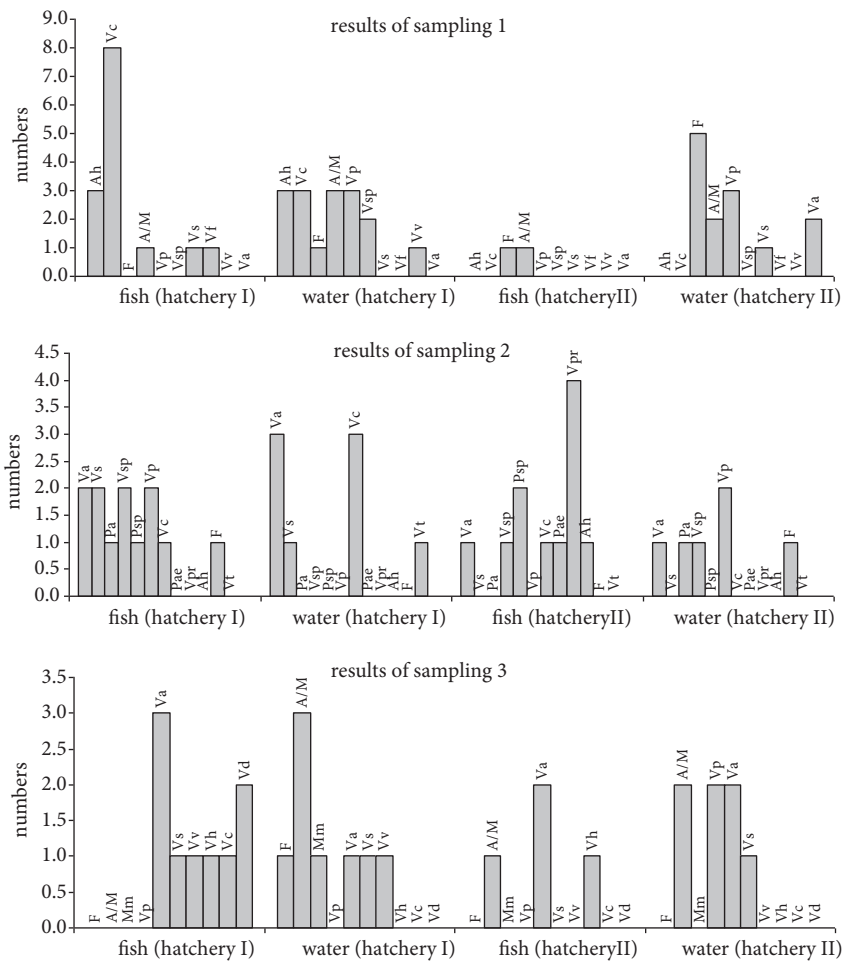 results of sampling 1
numbers
9.0
8.0
7.0
6.0
5.0
4.0
3.0
2.0
1.0
0.0
Ah Vc F A/M Vp Vsp Vs Vf Vv Va
Ah Vc F A/M Vp Vsp Vs Vf Vv Va
Ah Vc F A/M Vp Vsp Vs Vf Vv Va
Ah Vc F A/M Vp Vsp Vs Vf Vv Va
fish (hatchery I) water (hatchery I) fish (hatcheryII) water (hatchery II)
results of sampling 2
numbers
4.5
4.0
3.5
3.0
2.5
2.0
1.5
1.0
0.5
0.0
Va Vs Pa Vsp Psp Vp Vc Pae Vpr Ah F Vt
Va Vs Pa Vsp Psp Vp Vc Pae Vpr Ah F Vt
Va Vs Pa Vsp Psp Vp Vc Pae Vpr Ah F Vt
Va Vs Pa Vsp Psp Vp Vc Pae Vpr Ah F Vt
fish (hatchery I) water (hatchery I) fish (hatcheryII) water (hatchery II)
results of sampling 3
numbers
3.5
3.0
2.5
2.0
1.5
1.0
0.5
0.0
F A/M Mm Vp Va Vs Vv Vh Vc Vd
F A/M Mm Vp Va Vs Vv Vh Vc Vd
F A/M Mm Vp Va Vs Vv Vh Vc Vd
F A/M Mm Vp Va Vs Vv Vh Vc Vd
fish (hatchery I) water (hatchery I) fish (hatcheryII) water (hatchery II)